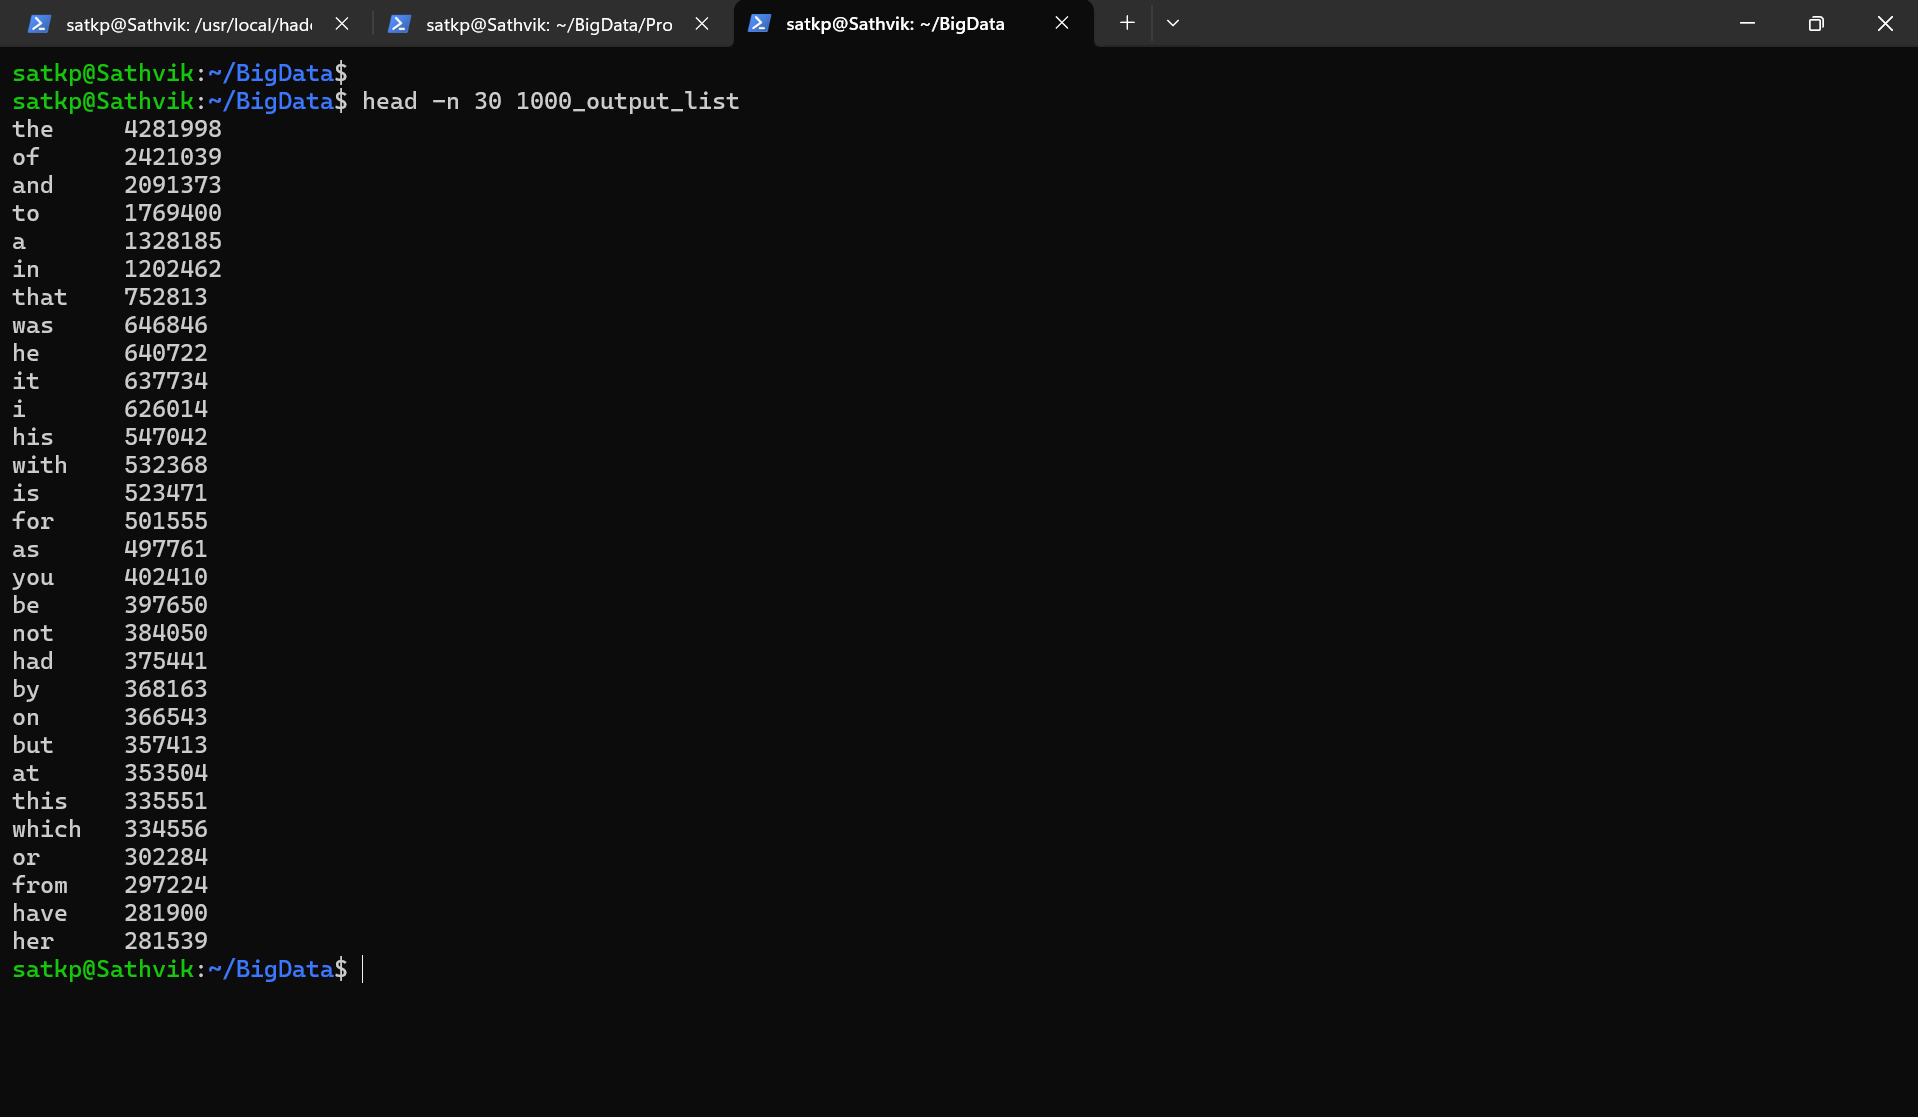 satkp@Sathvik: /usr/local/had
satkp@Sathvik: ~/BigData/Pro
satkp@Sathvik: ~/BigData
satkp@Sathvik:~/BigData$
satkp@Sathvik:~/BigData$ head -n 30 1000_output_list
the 4281998
of 2421039
and 2091373
to 1769400
a 1328185
in 1202462
that 752813
was 646846
he 640722
it 637734
i 626014
his 547042
with 532368
is 523471
for 501555
as 497761
you 402410
be 397650
not 384050
had 375441
by 368163
on 366543
but 357413
at 353504
this 335551
which 334556
or 302284
from 297224
have 281900
her 281539
satkp@Sathvik:~/BigData$